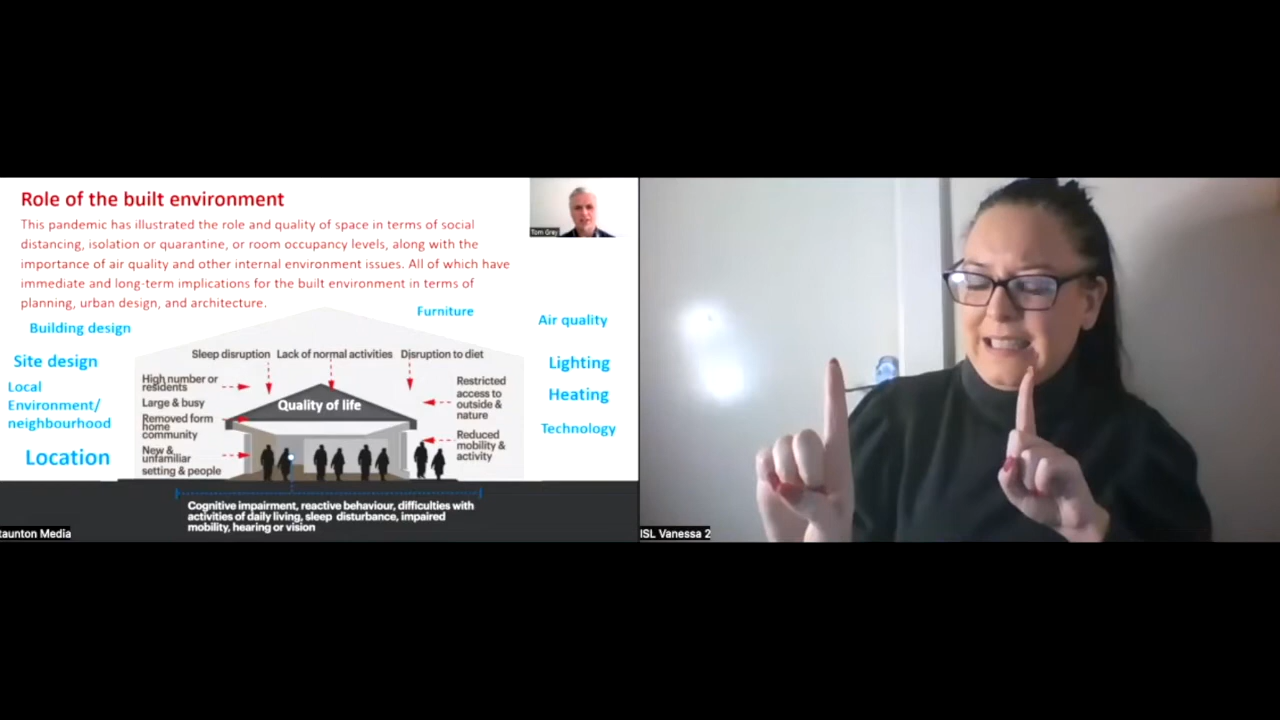 Role of the built environment
This pandemic has illustrated the role and quality of space in terms of social
distancing, isolation or quarantine, or room occupancy levels, along with the
importance of air quality and other internal environment issues. All of which have
immediate and long-term implications for the built environment in terms of
planning, urban design, and architecture.
Tom Grey
Furniture
Building design
Air quality
Site design
Lighting
Local
Environment/
neighbourhood
Heating
Technology
Location
Sleep disruption
Lack of normal activities
Disruption to diet
High number or
residents
Large & busy
Removed form
home
community
New &
unfamiliar
setting & people
Quality of life
Restricted
access to
outside &
nature
Reduced
mobility &
activity
Cognitive impairment, reactive behaviour, difficulties with
activities of daily living, sleep disturbance, impaired
mobility, hearing or vision
taunton Media
ISL Vanessa 2